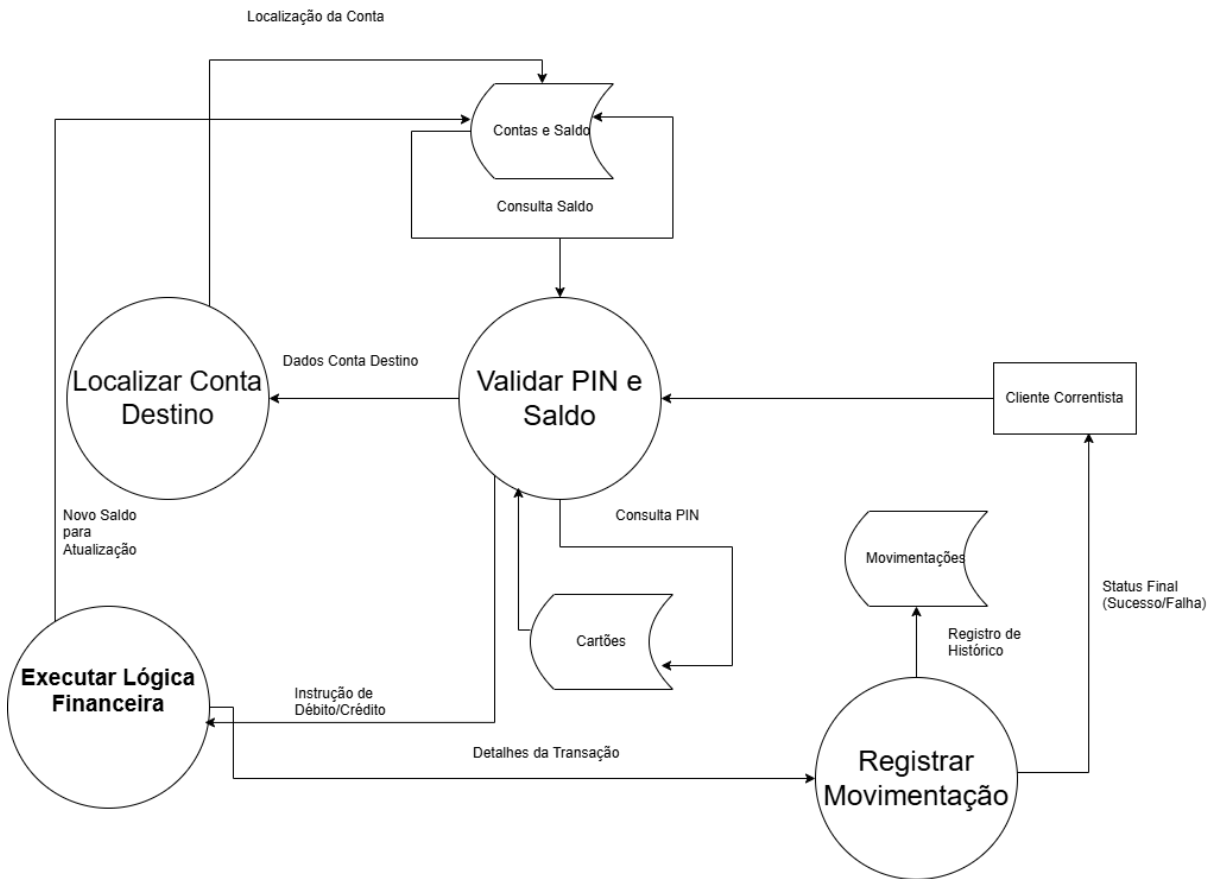 Localização da Conta
Contas e Saldo
Consulta Saldo
Dados Conta Destino
Localizar Conta
Destino
Validar PIN e
Saldo
Cliente Correntista
Novo Saldo
para
Atualização
Consulta PIN
Movimentações
Status Final
(Sucesso/Falha)
Cartões
Registro de
Histórico
Executar Lógica
Financeira
Instrução de
Débito/Crédito
Detalhes da Transação
Registrar
Movimentação